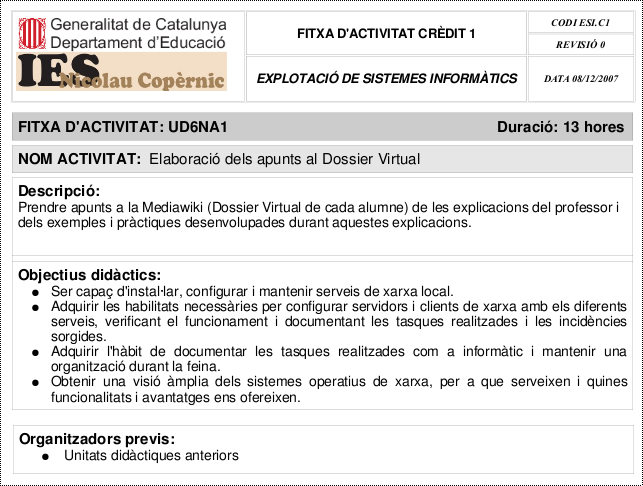 Generalitat de Catalunya
Departament d'Educació
IES
Nicolau Copèrnic
FITXA D'ACTIVITAT CRÈDIT 1
EXPLOTACIÓ DE SISTEMES INFORMÀTICS
CODI ESI.C1
REVISIÓ 0
DATA 08/12/2007
FITXA D'ACTIVITAT: UD6NA1 Duració: 13 hores
NOM ACTIVITAT: Elaboració dels apunts al Dossier Virtual
Descripció:
Prendre apunts a la Mediawiki (Dossier Virtual de cada alumne) de les explicacions del professor i
dels exemples i pràctiques desenvolupades durant aquestes explicacions.
Objectius didàctics:
● Ser capaç d'instal·lar, configurar i mantenir serveis de xarxa local.
● Adquirir les habilitats necessàries per configurar servidors i clients de xarxa amb els diferents
serveis, verificant el funcionament i documentant les tasques realitzades i les incidències
sorgides.
● Adquirir l'hàbit de documentar les tasques realitzades com a informàtic i mantenir una
organització durant la feina.
● Obtenir una visió àmplia dels sistemes operatius de xarxa, per a que serveixen i quines
funcionalitats i avantatges ens ofereixen.
Organitzadors previs:
● Unitats didàctiques anteriors